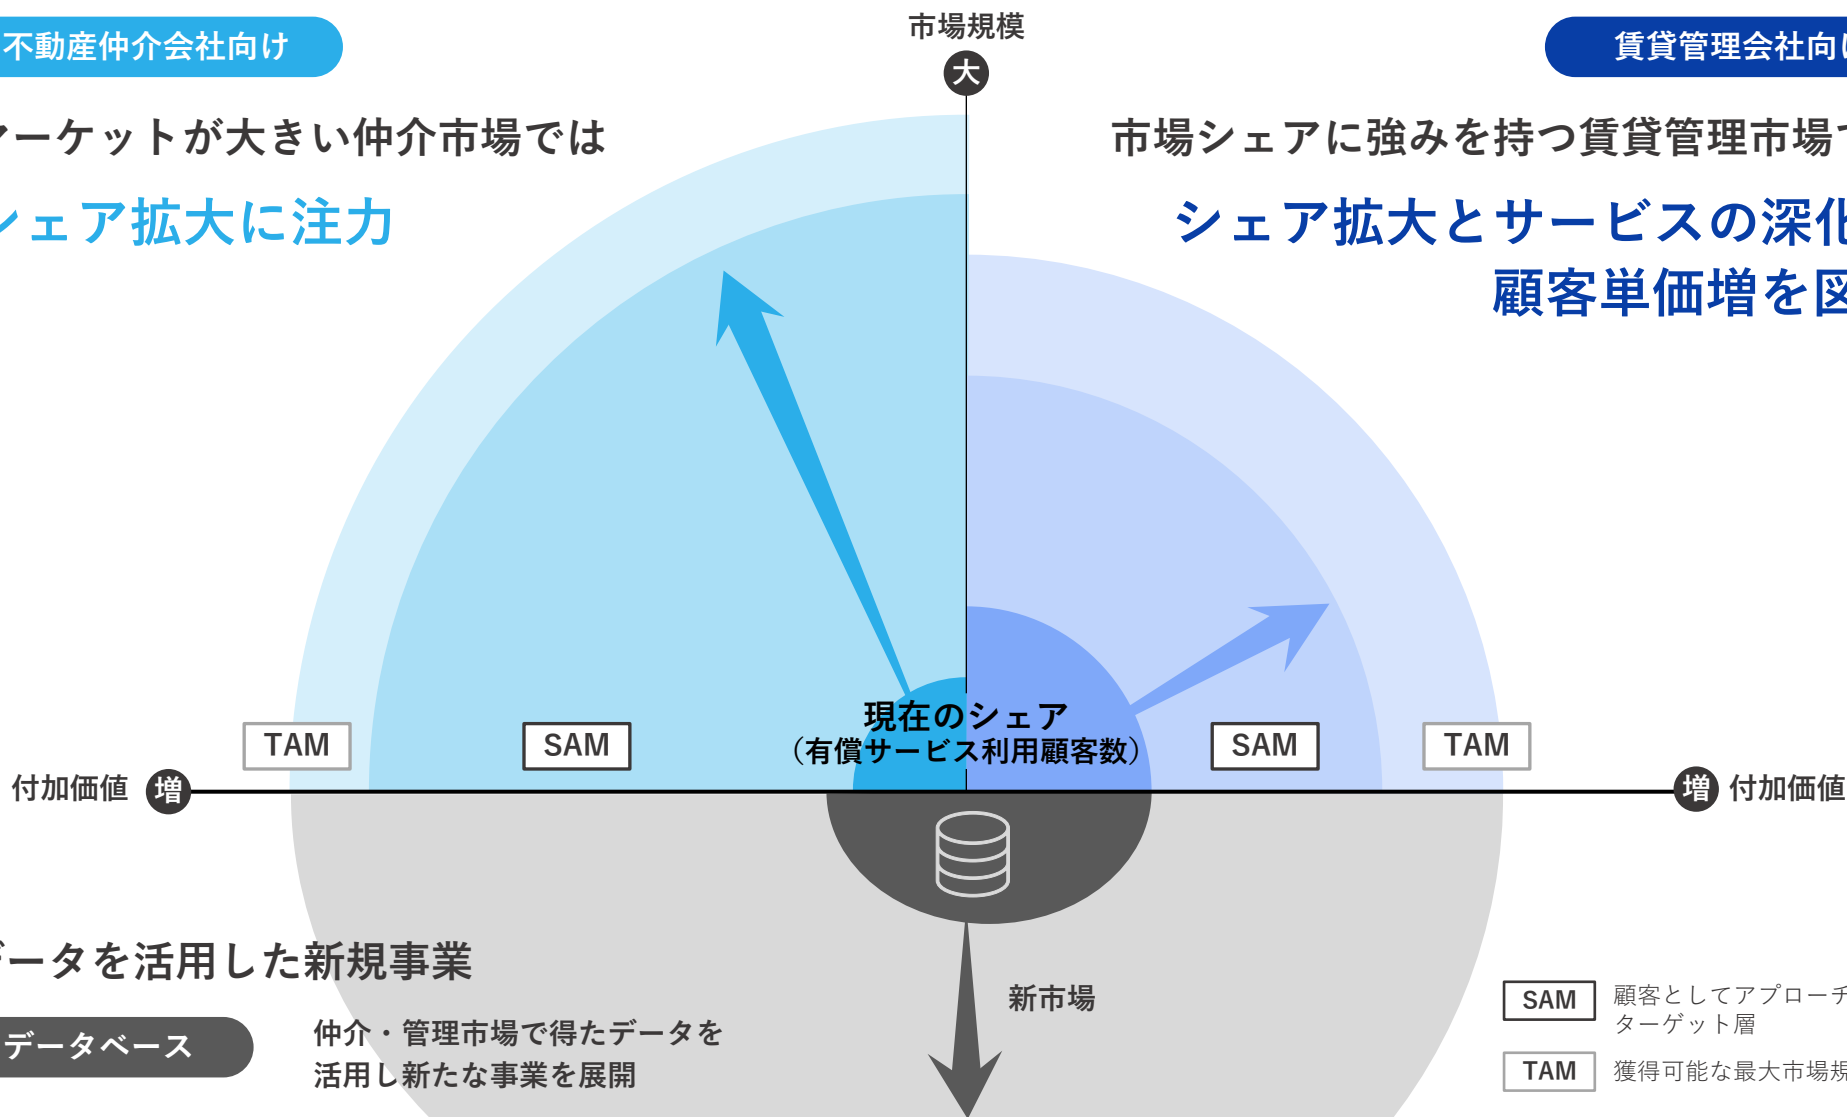 市場規模
大
不動産仲介会社向け
マーケットが大きい仲介市場では
シェア拡大に注力
賃貸管理会社向け
市場シェアに強みを持つ賃貸管理市場で
シェア拡大とサービスの深化
顧客単価増を図
TAM
SAM
現在のシェア
（有償サービス利用顧客数）
SAM
TAM
付加価値
増
増
付加価値
データを活用した新規事業
データベース
仲介・管理市場で得たデータを
活用し新たな事業を展開
新市場
SAM
顧客としてアプローチ
ターゲット層
TAM
獲得可能な最大市場規